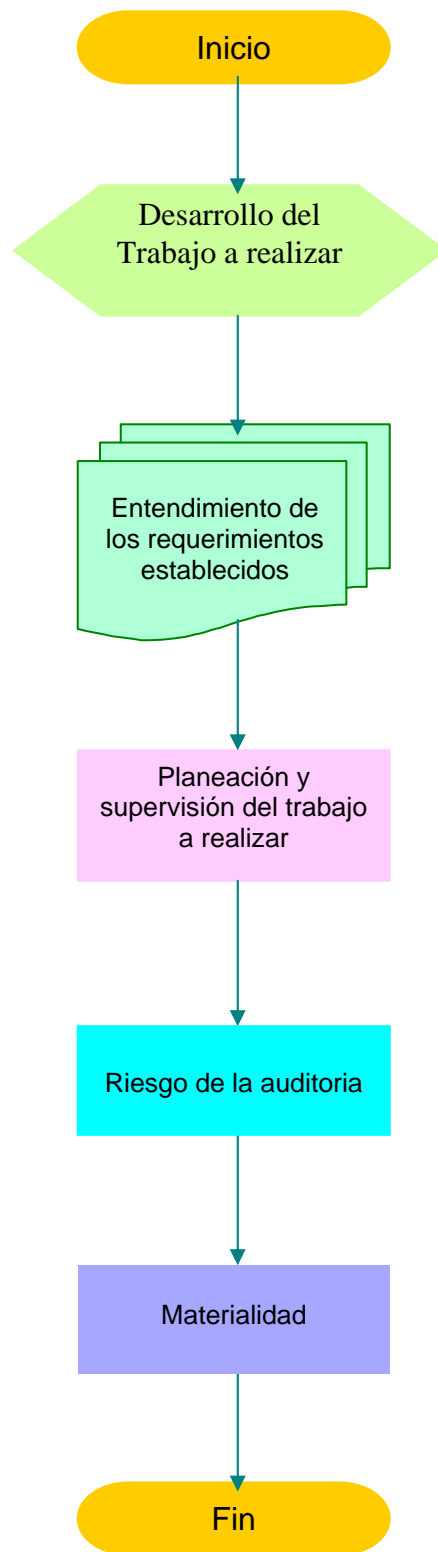 Inicio
Desarrollo del
Trabajo a realizar
Entendimiento de
los requerimientos
establecidos
Planeación y
supervisión del trabajo
a realizar
Riesgo de la auditoria
Materialidad
Fin